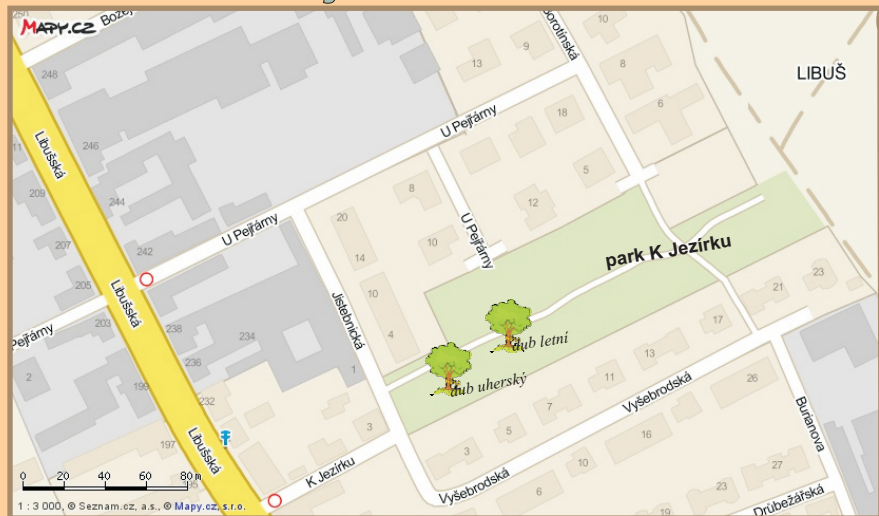 Mapy.cz
250
Božej
248
Libušská
11
246
209
244
207
242
205
203
238
234
236
199
232
197
2
Pejřárny
Libušská
Libušská
U Pejřárny
U Pejřárny
U Pejřárny
Jistebnická
20
14
10
4
1
3
8
10
12
13
9
10
18
5
8
6
Borotínská
LIBUŠ
park K Jezírku
dub letní
dub uherský
21
23
17
13
11
7
5
3
K Jezírku
Vyšebrodská
Vyšebrodská
26
16
10
6
23
27
Burianova
Drůbežářská
0 20 40 60 80 m
1 : 3 000, © Seznam.cz, a.s., © Mapy.cz, s.r.o.